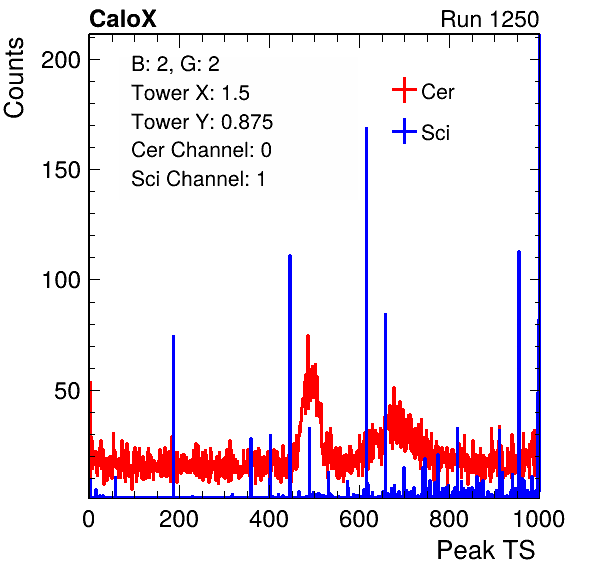 CaloX Run 1250
Counts
B: 2, G: 2
Tower X: 1.5
Tower Y: 0.875
Cer Channel: 0
Sci Channel: 1
Cer
Sci
200
150
100
50
0 200 400 600 800 1000
Peak TS